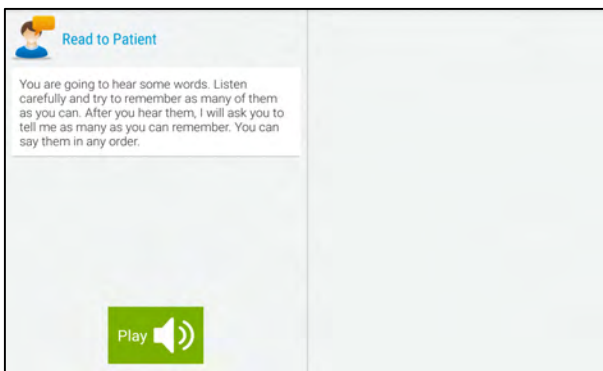 Read to Patient
You are going to hear some words. Listen
carefully and try to remember as many of them
as you can. After you hear them, I will ask you to
tell me as many as you can remember. You can
say them in any order.
Play